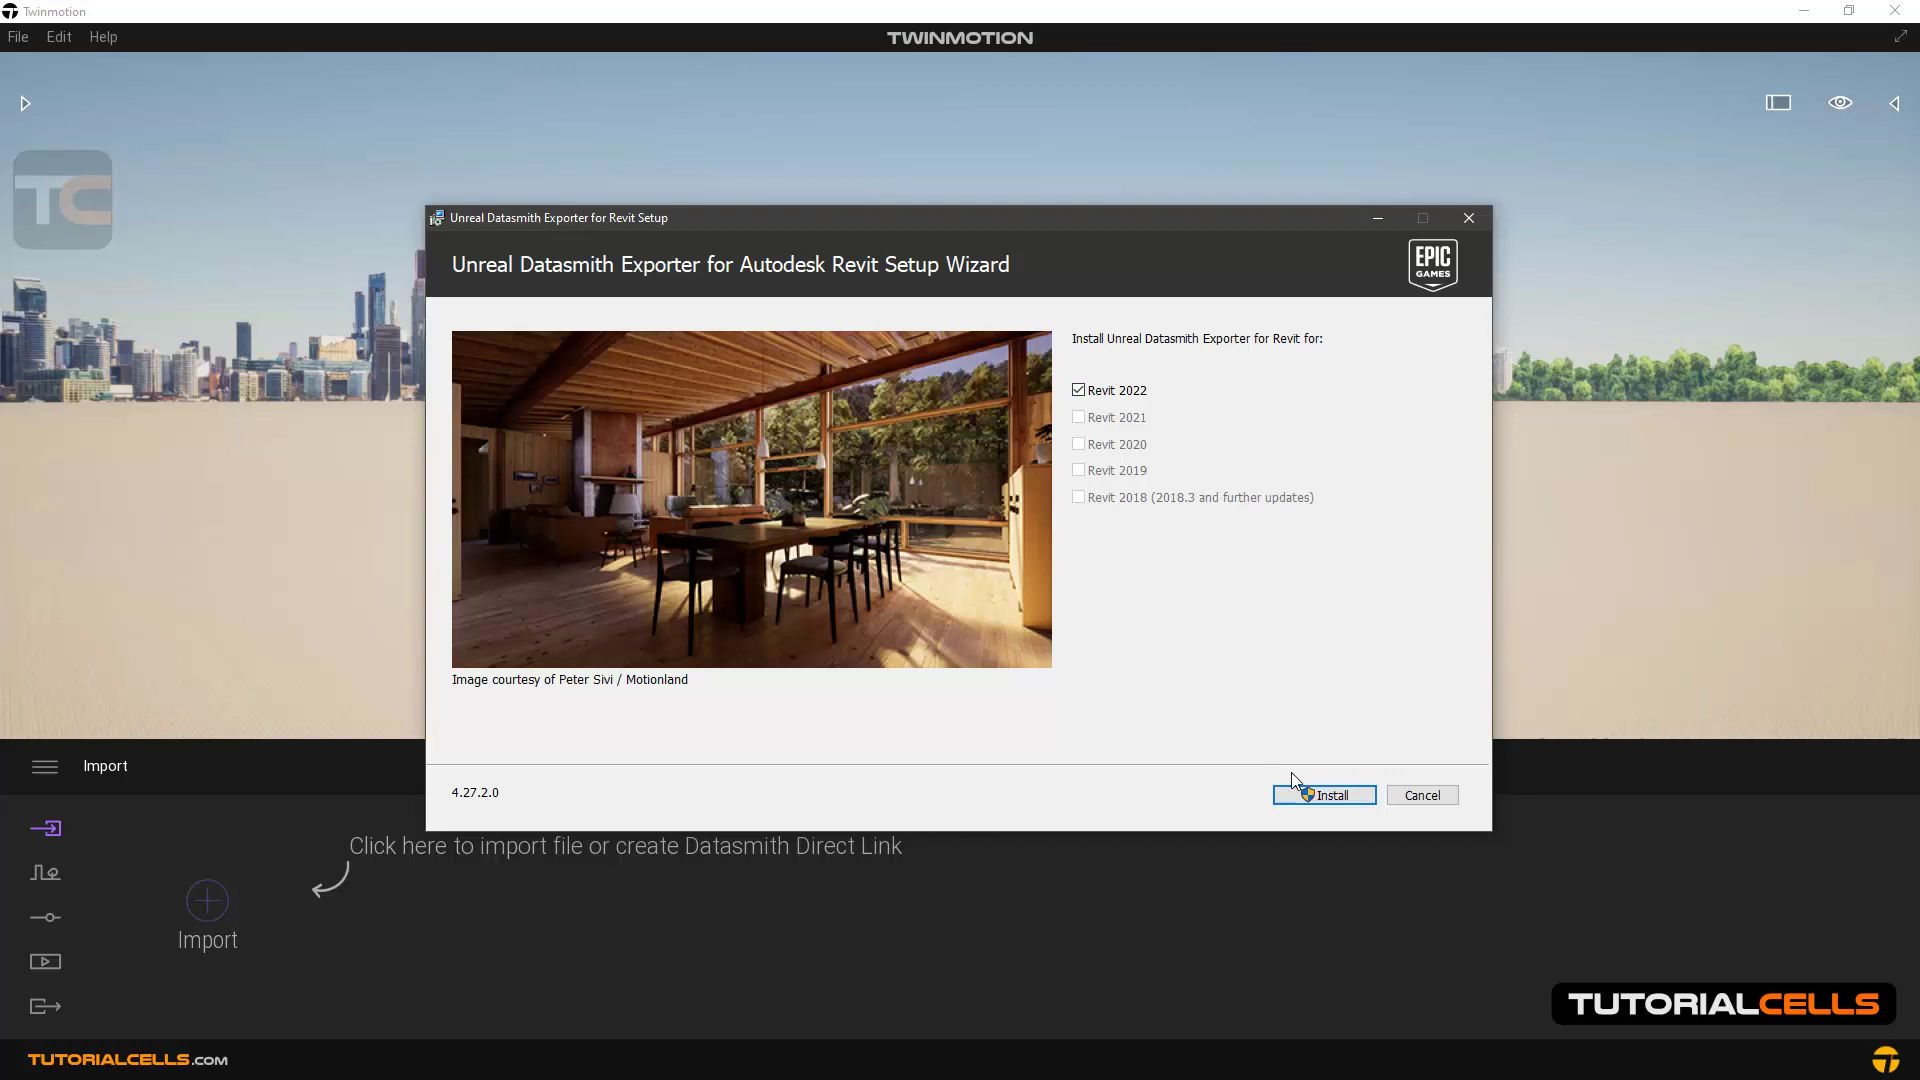 Twinmotion
File Edit Help
TWINMOTION
TC
Unreal Datasmith Exporter for Revit Setup
Unreal Datasmith Exporter for Autodesk Revit Setup Wizard
EPIC
GAMES
Install Unreal Datasmith Exporter for Revit for:
Revit 2022
Revit 2021
Revit 2020
Revit 2019
Revit 2018 (2018.3 and further updates)
Image courtesy of Peter Sivi / Motionland
4.27.2.0
Install
Cancel
Import
Click here to import file or create Datasmith Direct Link
Import
TUTORIALCELLS
TUTORIALCELLS.COM